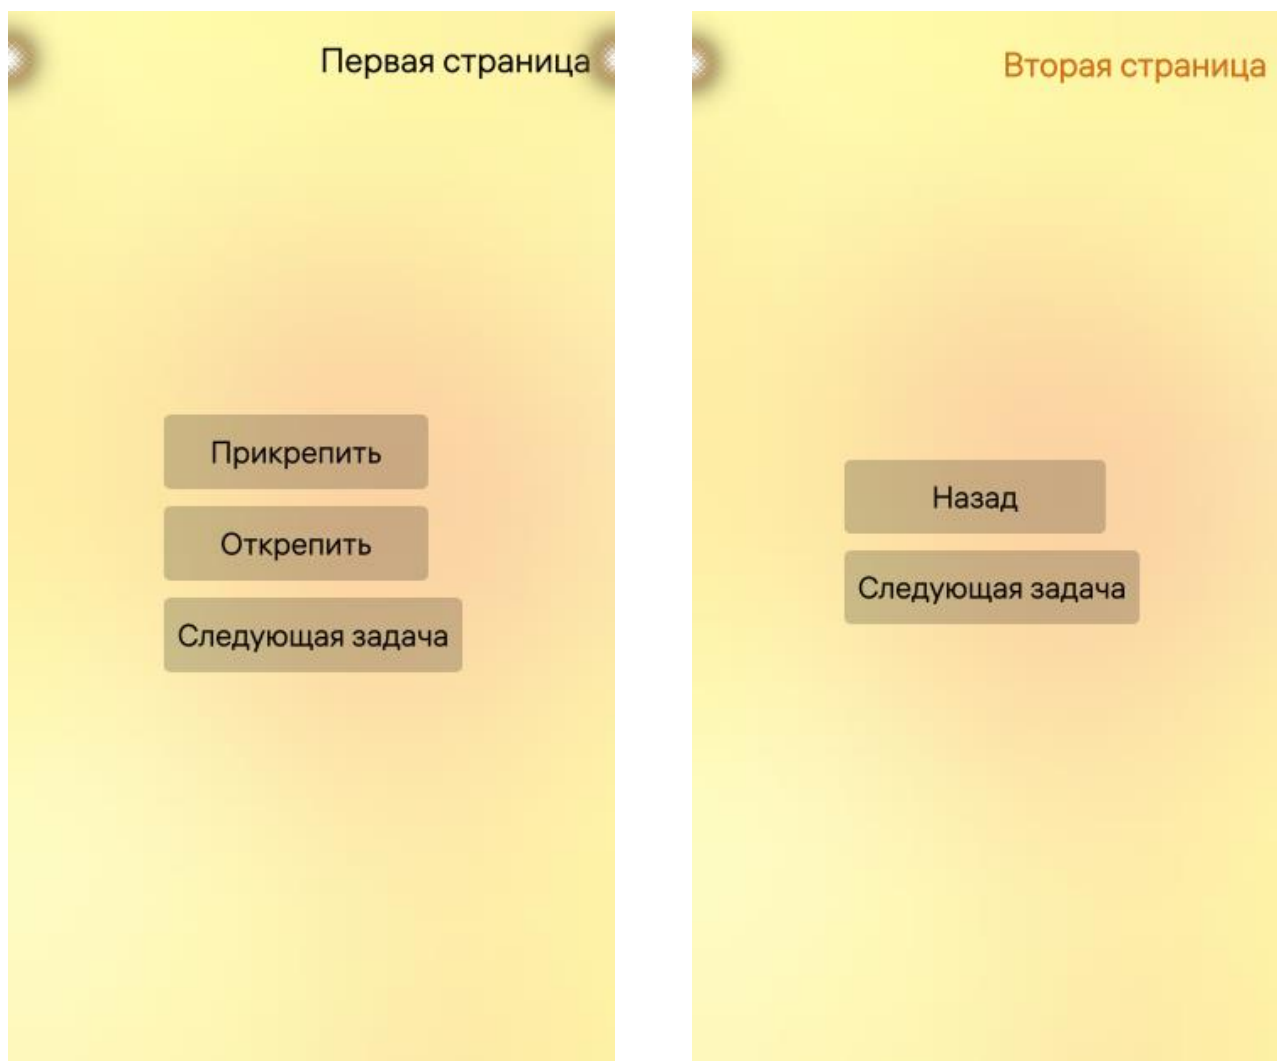 Первая страница
Прикрепить
Открепить
Следующая задача
Вторая страница
Назад
Следующая задача